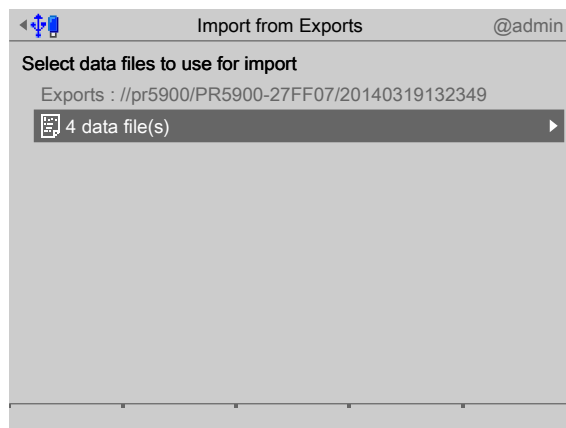 Import from Exports @admin
Select data files to use for import
Exports : //pr5900/PR5900-27FF07/20140319132349
4 data file(s)